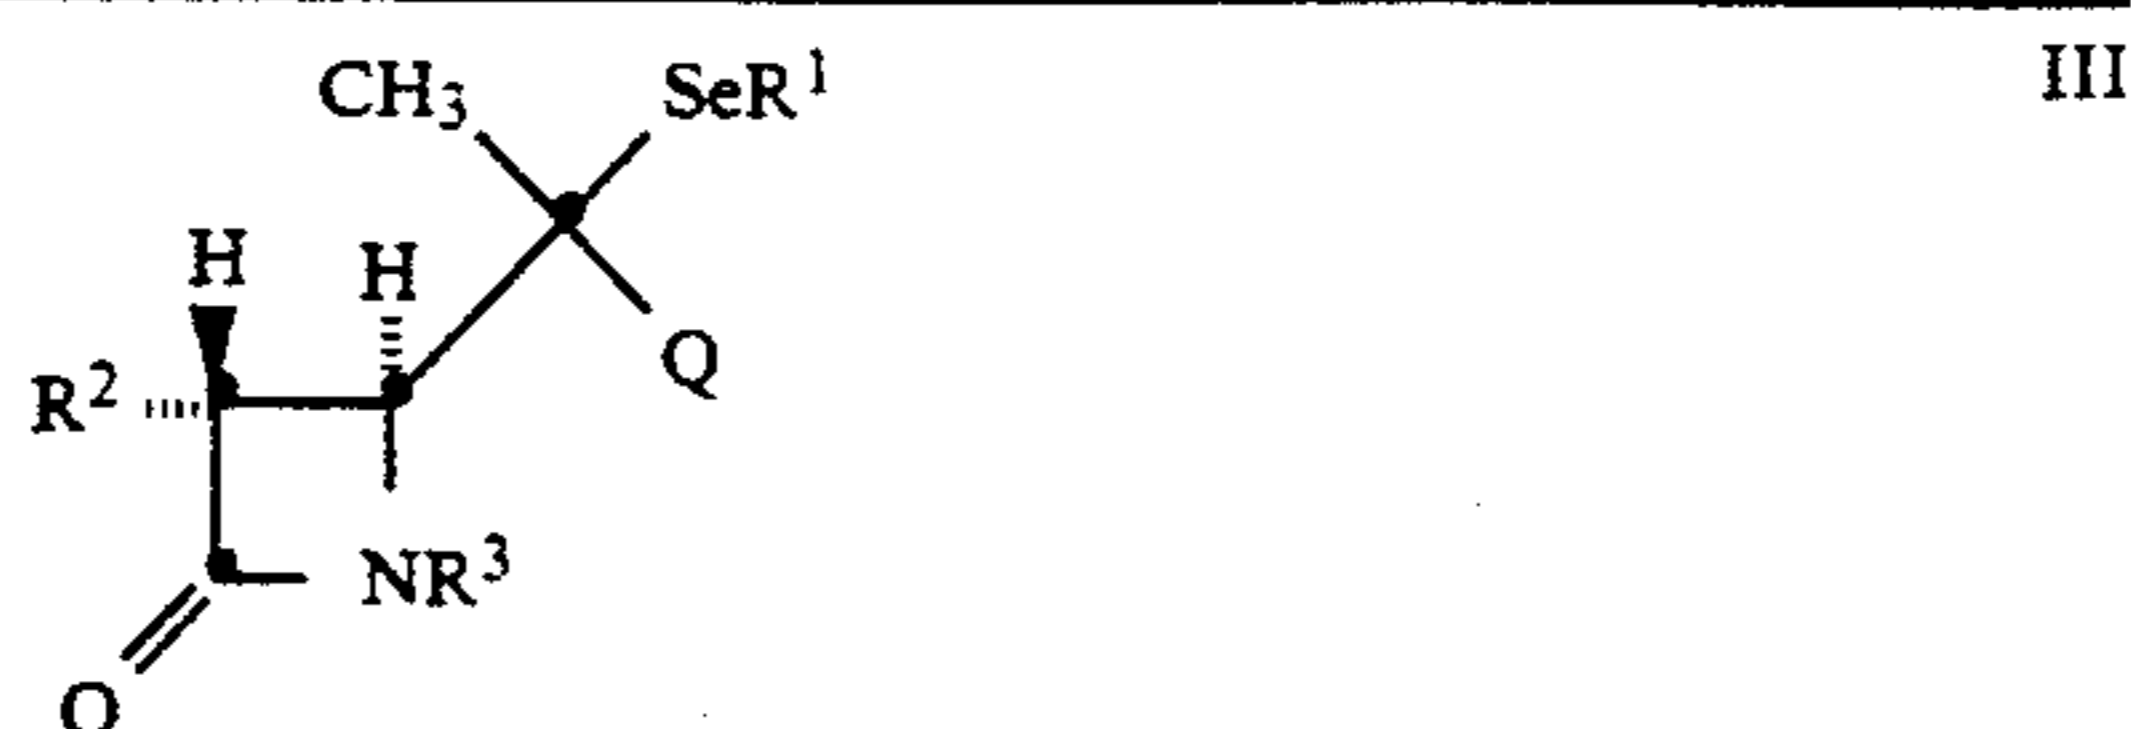 CH₃ SeR¹ III
H H
R² Q
NR³
O